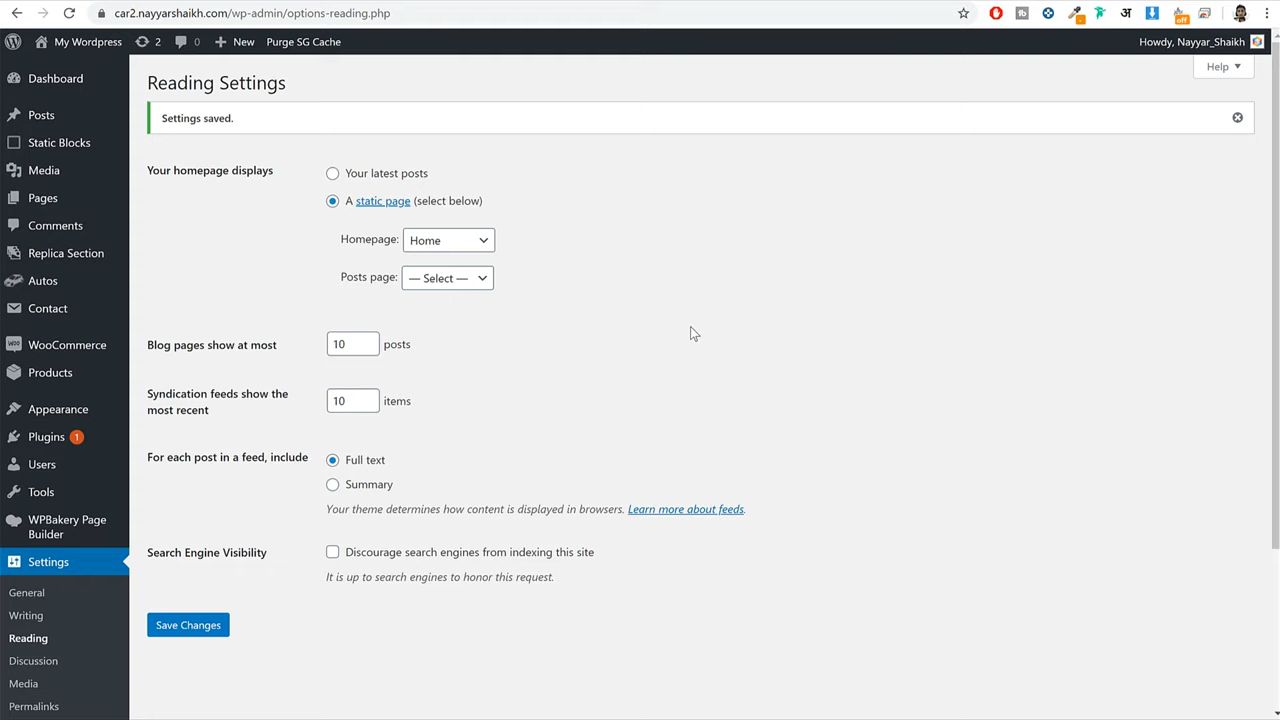 car2.nayyarshaikh.com/wp-admin/options-reading.php
अ
off
My Wordpress
2
0
New
Purge SG Cache
Howdy, Nayyar_Shaikh
Help
Dashboard
Posts
Static Blocks
Media
Pages
Comments
Replica Section
Autos
Contact
WooCommerce
Products
Appearance
Plugins 1
Users
Tools
WPBakery Page
Builder
Settings
General
Writing
Reading
Discussion
Media
Permalinks
Reading Settings
Settings saved.
Your homepage displays
Your latest posts
A static page (select below)
Homepage: Home
Posts page: — Select —
Blog pages show at most
10 posts
Syndication feeds show the
most recent
10 items
For each post in a feed, include
Full text
Summary
Your theme determines how content is displayed in browsers. Learn more about feeds.
Search Engine Visibility
Discourage search engines from indexing this site
It is up to search engines to honor this request.
Save Changes